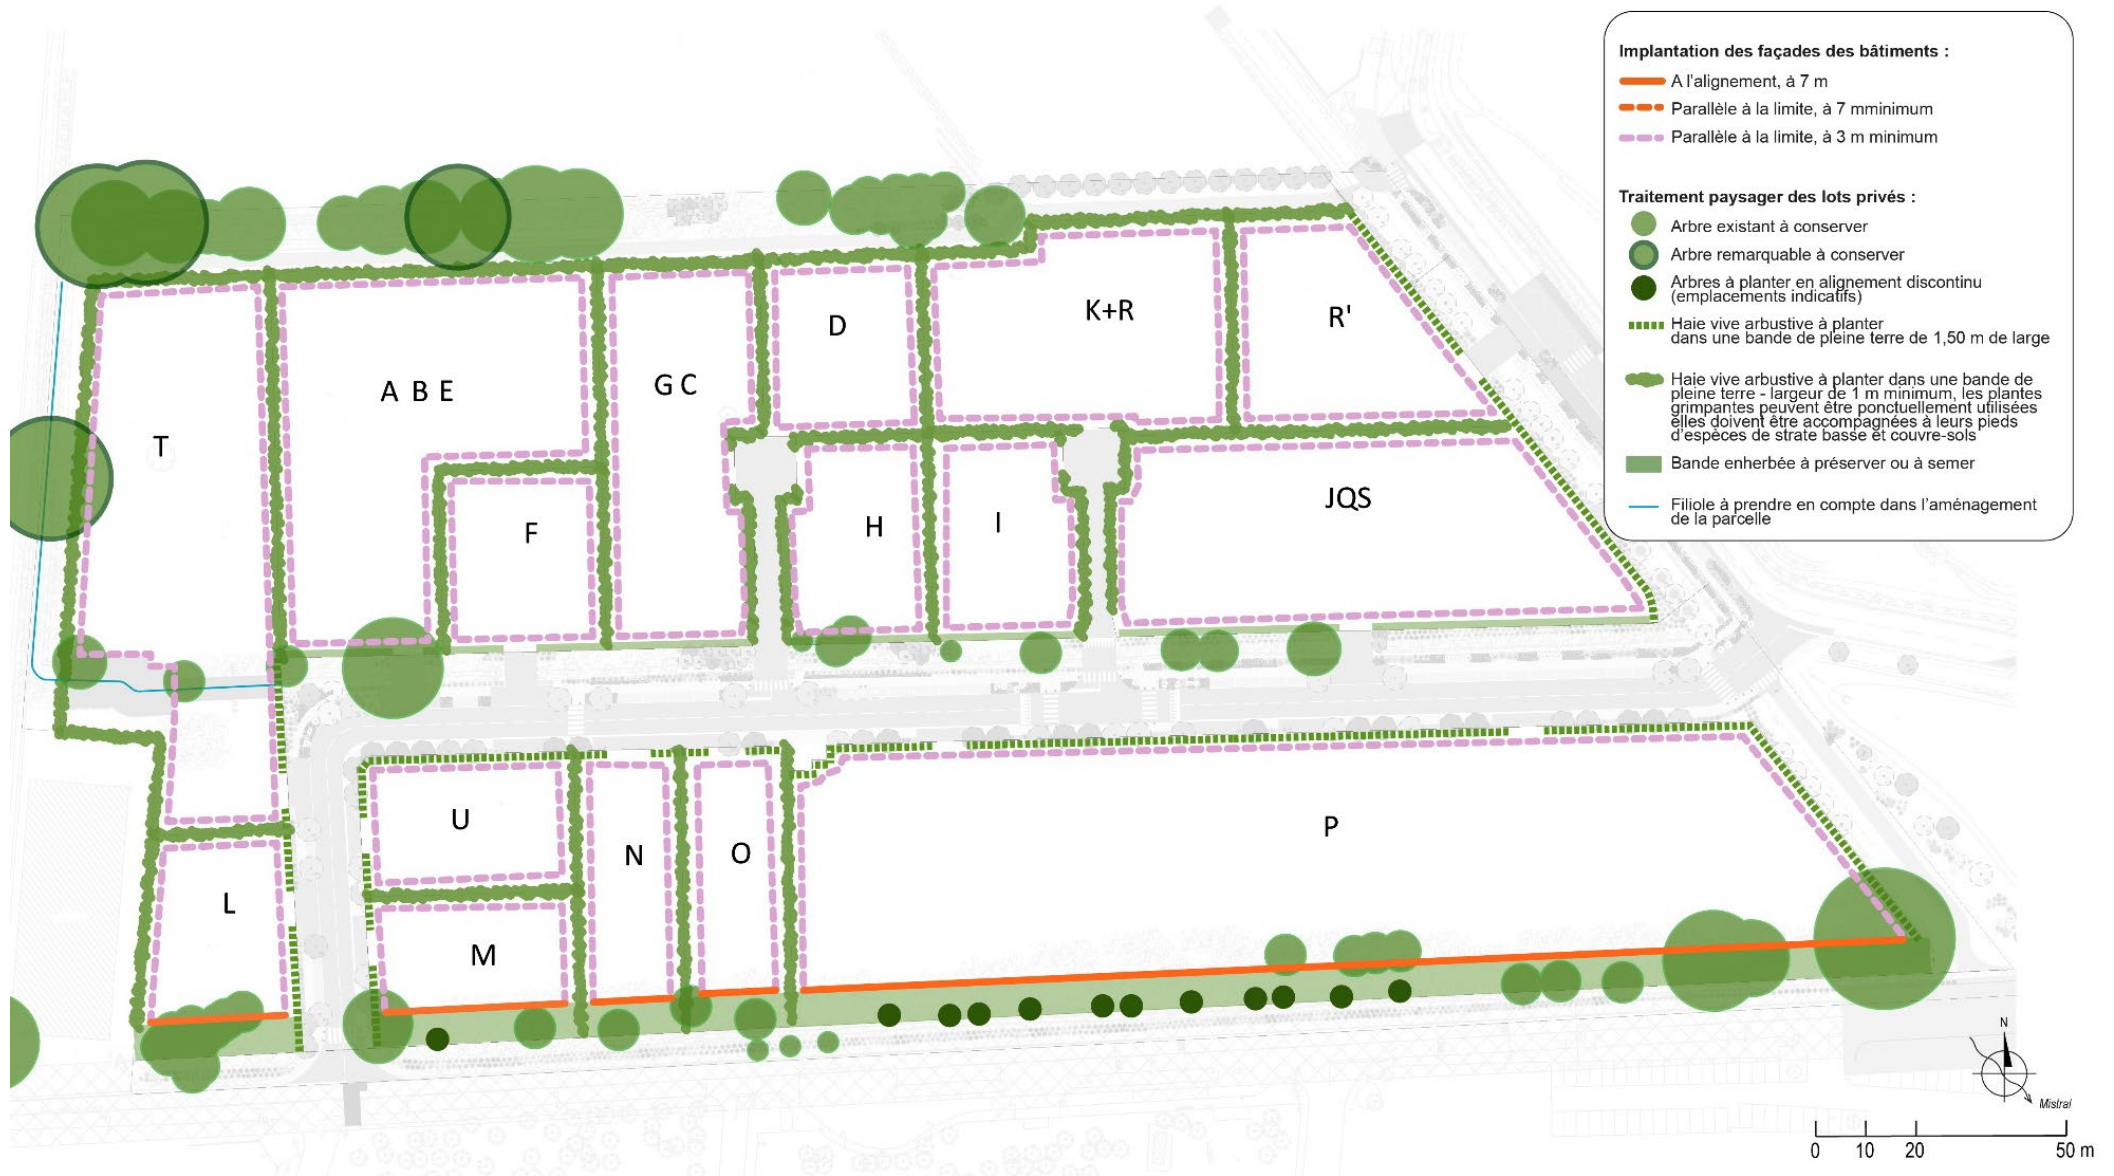 Implantation des façades des bâtiments :
A l'alignement, à 7 m
Parallèle à la limite, à 7 mminimum
Parallèle à la limite, à 3 m minimum
Traitement paysager des lots privés :
Arbre existant à conserver
Arbre remarquable à conserver
Arbres à planter en alignement discontinu
(emplacements indicatifs)
Haie vive arbustive à planter
dans une bande de pleine terre de 1,50 m de large
Haie vive arbustive à planter dans une bande de
pleine terre - largeur de 1 m minimum, les plantes
grimpantes peuvent être ponctuellement utilisées
elles doivent être accompagnées à leurs pieds
d'espèces de strate basse et couvre-sols
Bande enherbée à préserver ou à semer
Filiole à prendre en compte dans l'aménagement
de la parcelle
K+R
R'
D
G C
A B E
T
JQS
I
H
F
U
P
N
O
L
M
N
Mistral
0 10 20 50 m